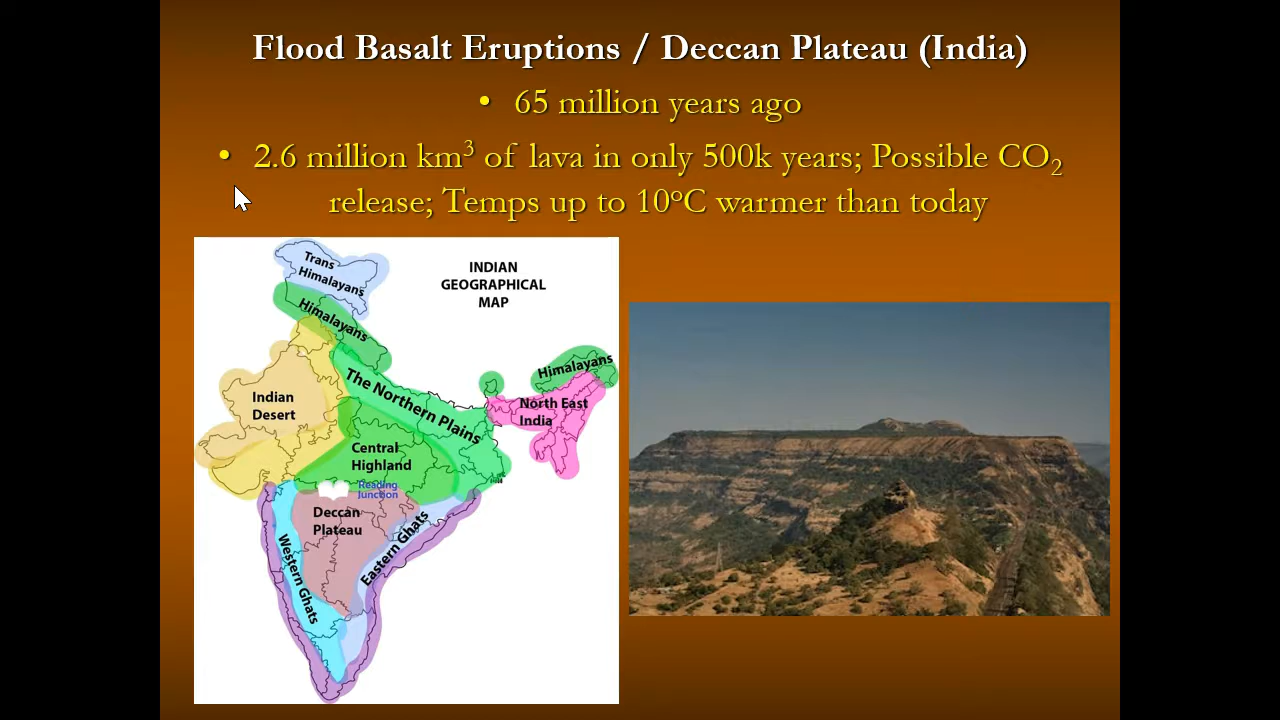 Flood Basalt Eruptions / Deccan Plateau (India)
• 65 million years ago
• 2.6 million km³ of lava in only 500k years; Possible CO₂
release; Temps up to 10°C warmer than today
INDIAN
GEOGRAPHICAL
MAP
Trans
Himalayans
Himalayans
Himalayans
The Northern Plains
Indian
Desert
North East
India
Central
Highland
Reading
Junction
Deccan
Plateau
Western Ghats
Eastern Ghats